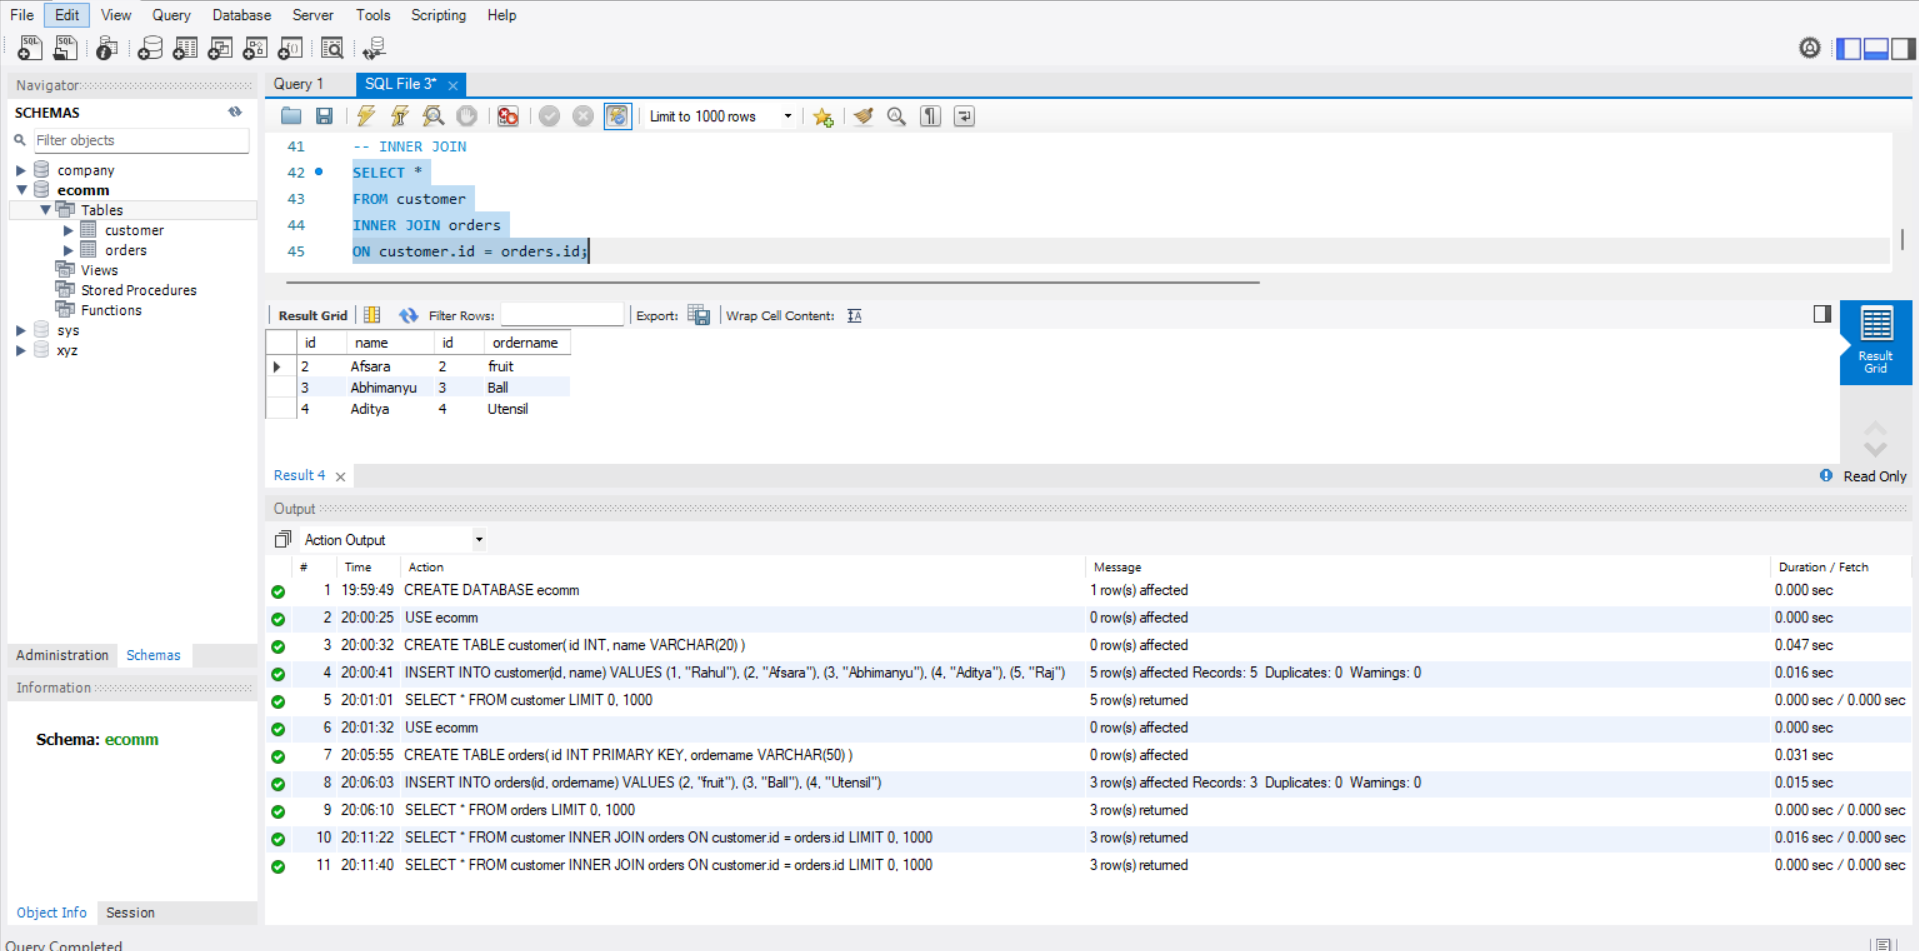 File Edit View Query Database Server Tools Scripting Help
Navigator
SCHEMAS
Filter objects
company
ecomm
Tables
customer
orders
Views
Stored Procedures
Functions
sys
xyz
Administration Schemas
Information
Schema: ecomm
Object Info Session
Query Completed
Query 1 SQL File 3*
Limit to 1000 rows
41 -- INNER JOIN
42 SELECT *
43 FROM customer
44 INNER JOIN orders
45 ON customer.id = orders.id;
Result Grid Filter Rows: Export: Wrap Cell Content:
id name id ordername
2 Afsara 2 fruit
3 Abhimanyu 3 Ball
4 Aditya 4 Utensil
Result
Grid
Result 4
Read Only
Output
Action Output
# Time Action Message Duration / Fetch
1 19:59:49 CREATE DATABASE ecomm 1 row(s) affected 0.000 sec
2 20:00:25 USE ecomm 0 row(s) affected 0.000 sec
3 20:00:32 CREATE TABLE customer( id INT, name VARCHAR(20) ) 0 row(s) affected 0.047 sec
4 20:00:41 INSERT INTO customer(id, name) VALUES (1, "Rahul"), (2, "Afsara"), (3, "Abhimanyu"), (4, "Aditya"), (5, "Raj") 5 row(s) affected Records: 5 Duplicates: 0 Warnings: 0 0.016 sec
5 20:01:01 SELECT * FROM customer LIMIT 0, 1000 5 row(s) returned 0.000 sec / 0.000 sec
6 20:01:32 USE ecomm 0 row(s) affected 0.000 sec
7 20:05:55 CREATE TABLE orders( id INT PRIMARY KEY, ordername VARCHAR(50) ) 0 row(s) affected 0.031 sec
8 20:06:03 INSERT INTO orders(id, ordername) VALUES (2, "fruit"), (3, "Ball"), (4, "Utensil") 3 row(s) affected Records: 3 Duplicates: 0 Warnings: 0 0.015 sec
9 20:06:10 SELECT * FROM orders LIMIT 0, 1000 3 row(s) returned 0.000 sec / 0.000 sec
10 20:11:22 SELECT * FROM customer INNER JOIN orders ON customer.id = orders.id LIMIT 0, 1000 3 row(s) returned 0.016 sec / 0.000 sec
11 20:11:40 SELECT * FROM customer INNER JOIN orders ON customer.id = orders.id LIMIT 0, 1000 3 row(s) returned 0.000 sec / 0.000 sec